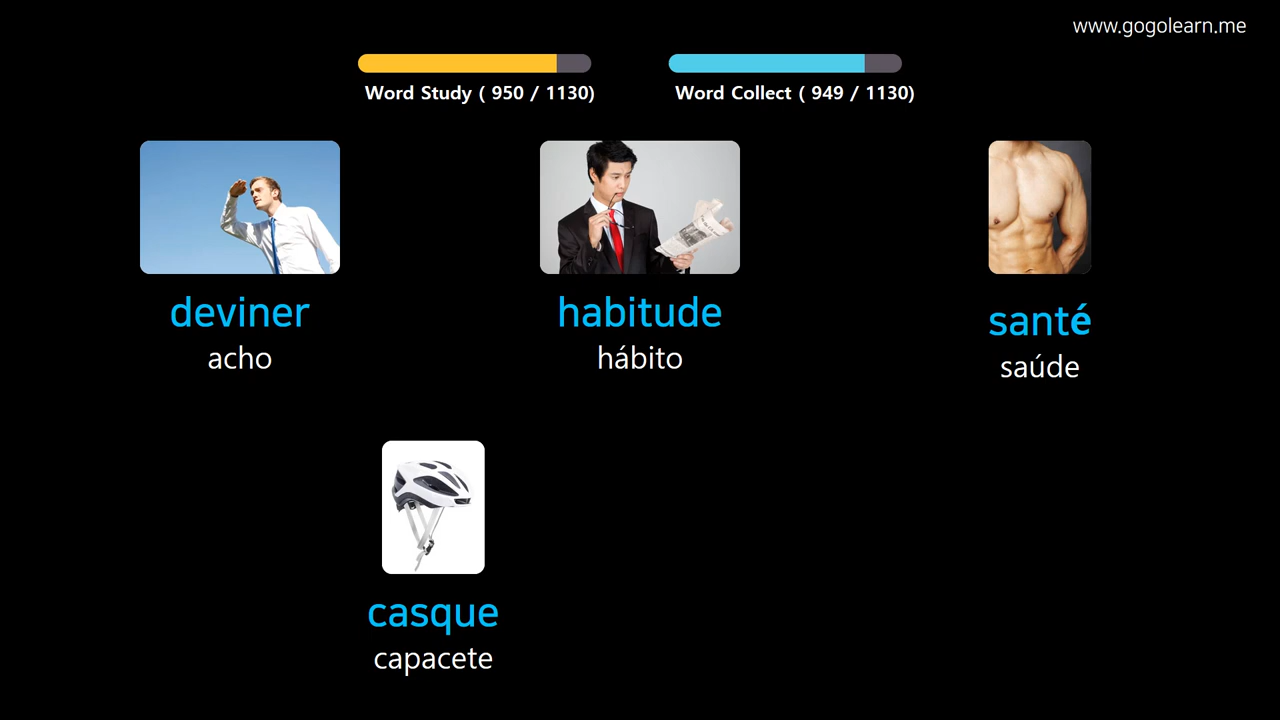 www.gogolearn.me
Word Study ( 950 / 1130)
Word Collect ( 949 / 1130)
deviner
acho
habitude
hábito
santé
saúde
casque
capacete